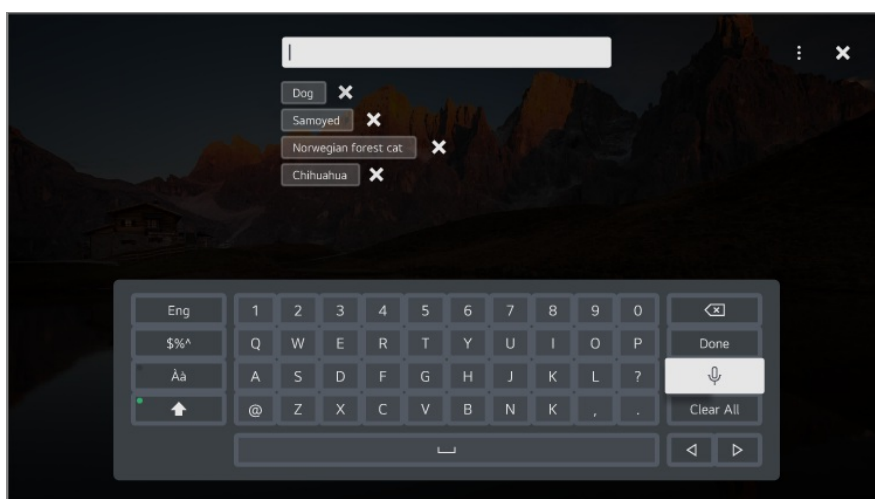 Dog
Samoyed
Norwegian forest cat
Chihuahua
Eng 1 2 3 4 5 6 7 8 9 0
$%^ Q W E R T Y U I O P Done
Àà A S D F G H J K L ?
@ Z X C V B N K , . Clear All